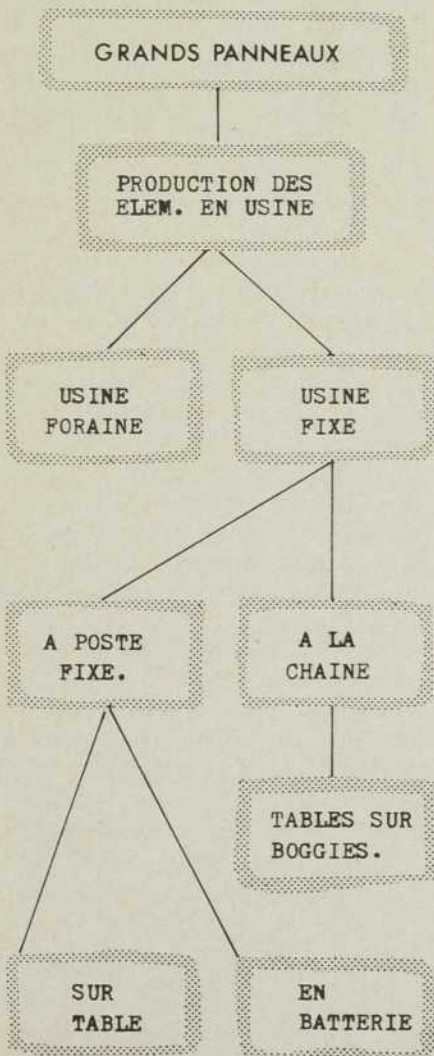 GRANDS PANNEAUX
PRODUCTION DES
ELEM. EN USINE
USINE
FORAINE
USINE
FIXE
A POSTE
FIXE.
A LA
CHAINE
TABLES SUR
BOGGIES.
SUR
TABLE
EN
BATTERIE